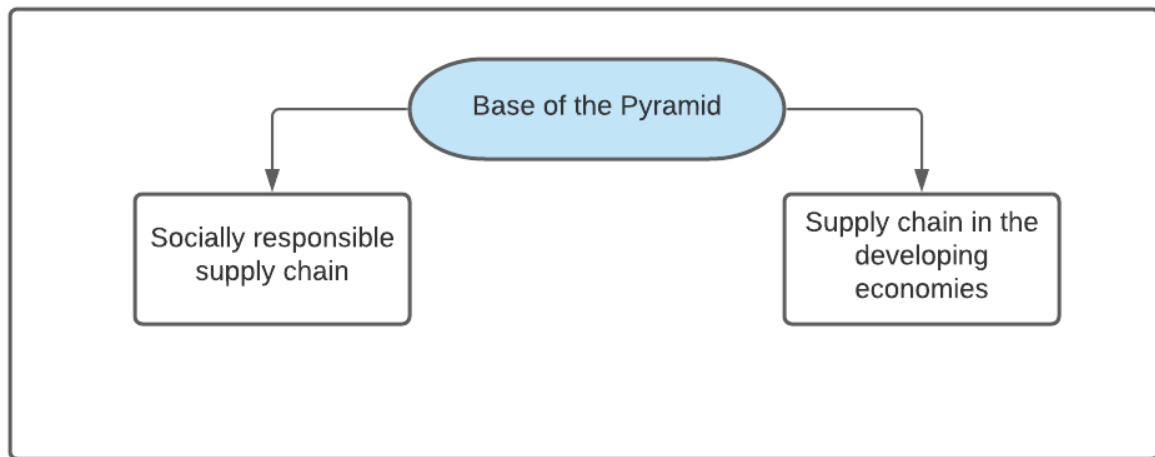 Base of the Pyramid
Socially responsible
supply chain
Supply chain in the
developing
economies